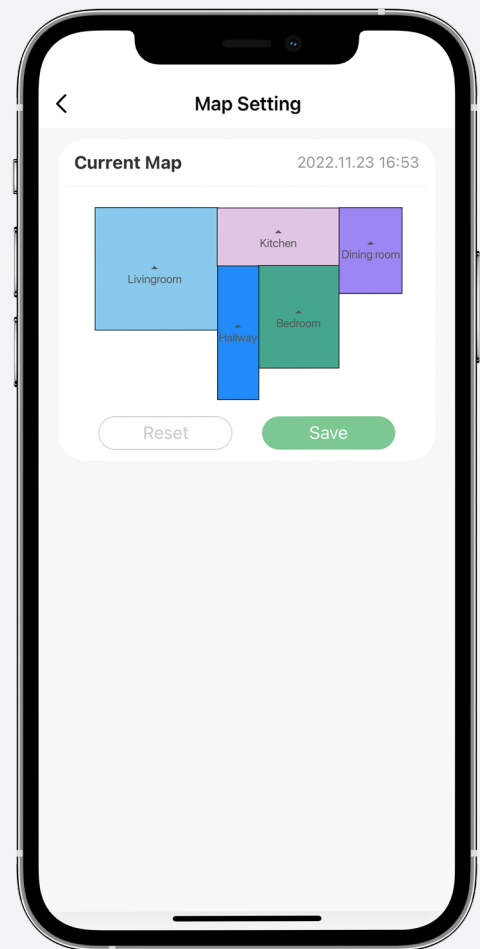 Map Setting
Current Map
2022.11.23 16:53
Kitchen
Dining room
Livingroom
Bedroom
Hallway
Reset
Save